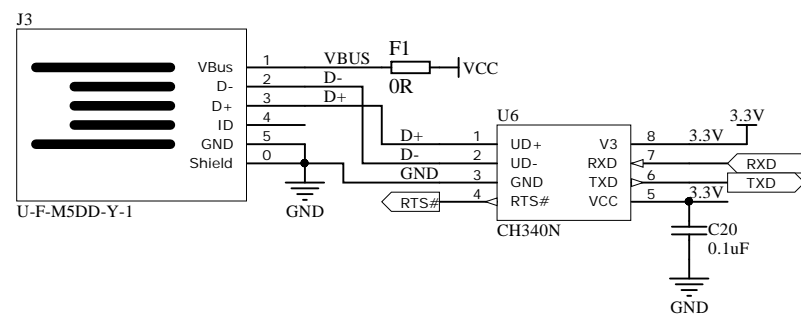 J3
VBus 1 VBUS F1 VCC
D- 2 D- 0R
D+ 3 D+
ID 4
GND 5
Shield 0
GND
U-F-M5DD-Y-1
U6
D+ 1 UD+ V3 8 3.3V 3.3V
D- 2 UD- RXD 7 RXD
GND 3 GND TXD 6 TXD
RTS# 4 RTS# VCC 5 3.3V
CH340N
C20
0.1uF
GND